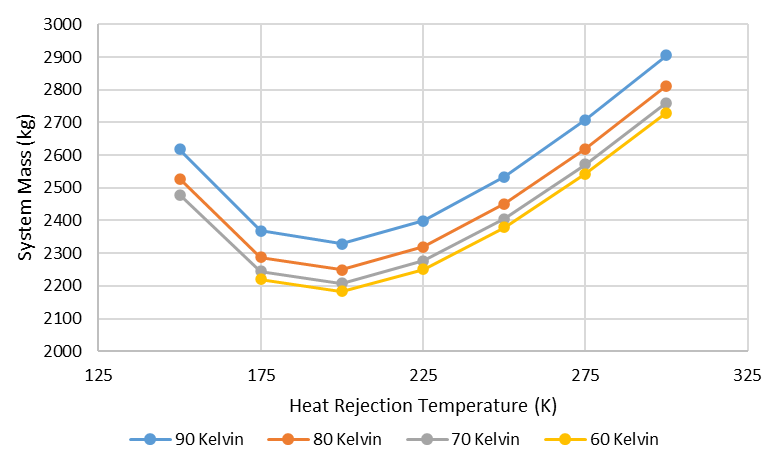 3000
2900
2800
2700
2600
2500
2400
2300
2200
2100
2000
System Mass (kg)
125 175 225 275 325
Heat Rejection Temperature (K)
90 Kelvin 80 Kelvin 70 Kelvin 60 Kelvin